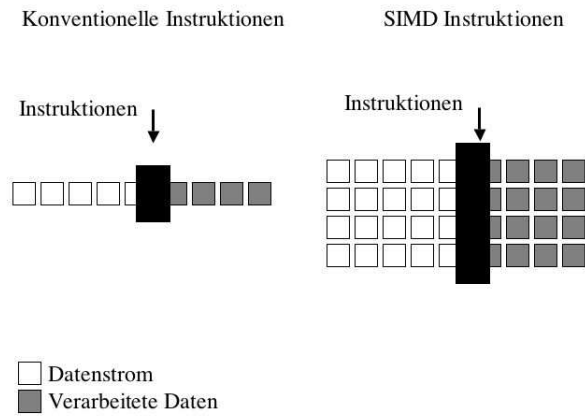 Konventionelle Instruktionen
SIMD Instruktionen
Instruktionen
Instruktionen
Datenstrom
Verarbeitete Daten